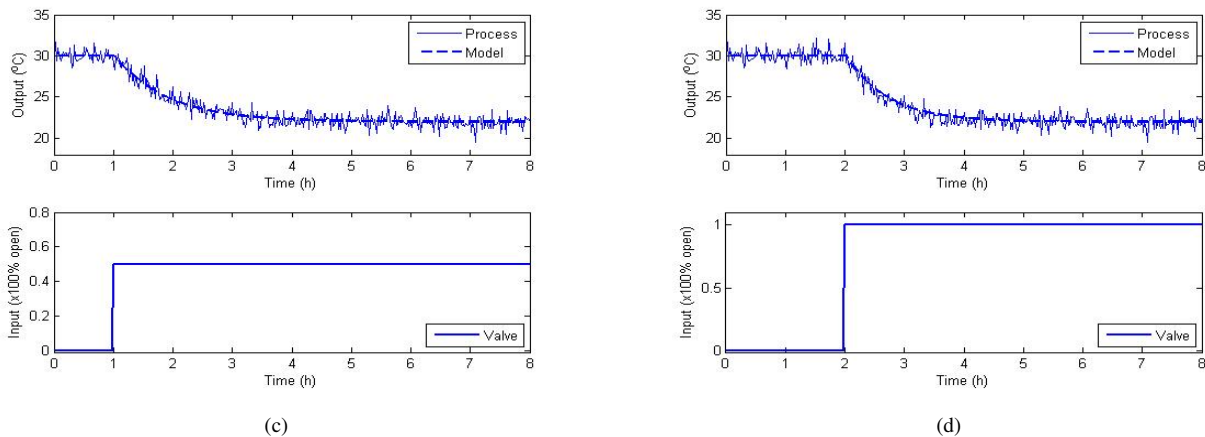 35
30
25
20
Output (ºC)
Process
Model
0 1 2 3 4 5 6 7 8
Time (h)
0.8
0.6
0.4
0.2
0
Input (x100% open)
Valve
0 1 2 3 4 5 6 7 8
Time (h)
(c)
35
30
25
20
Output (ºC)
Process
Model
0 1 2 3 4 5 6 7 8
Time (h)
1
0.5
0
Input (x100% open)
Valve
0 1 2 3 4 5 6 7 8
Time (h)
(d)